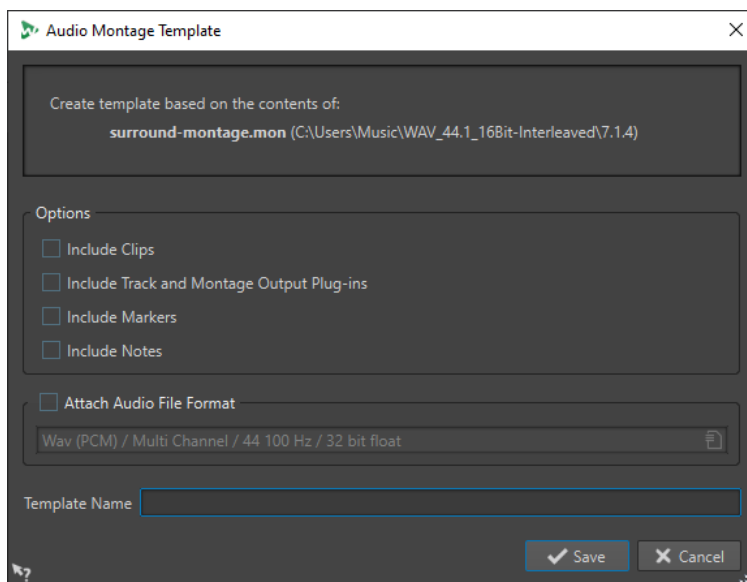 Audio Montage Template
Create template based on the contents of:
surround-montage.mon (C:\Users\Music\WAV_44.1_16Bit-Interleaved\7.1.4)
Options
Include Clips
Include Track and Montage Output Plug-ins
Include Markers
Include Notes
Attach Audio File Format
Wav (PCM) / Multi Channel / 44 100 Hz / 32 bit float
Template Name
Save Cancel